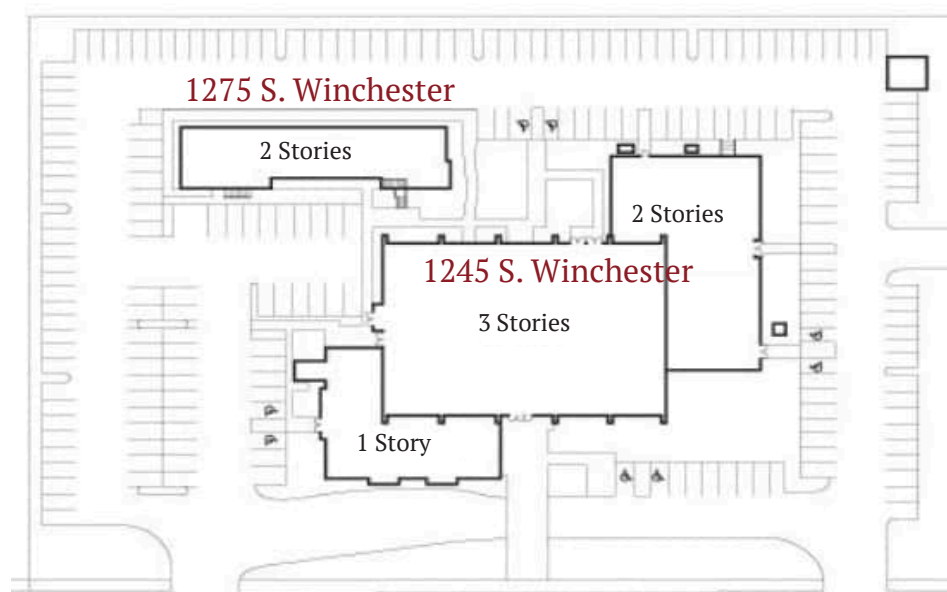 1275 S. Winchester
2 Stories
2 Stories
1245 S. Winchester
3 Stories
1 Story